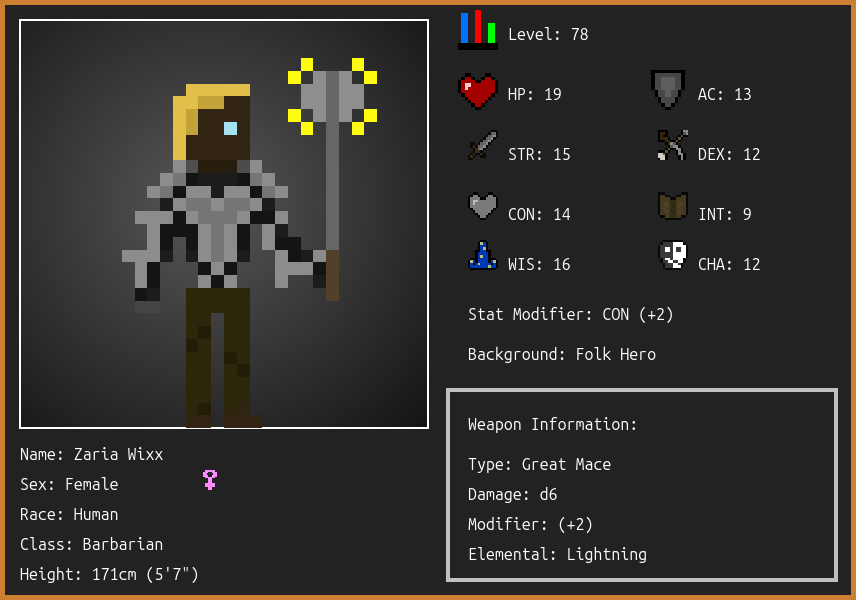 Level: 78
HP: 19
AC: 13
STR: 15
DEX: 12
CON: 14
INT: 9
WIS: 16
CHA: 12
Stat Modifier: CON (+2)
Background: Folk Hero
Weapon Information:
Type: Great Mace
Damage: d6
Modifier: (+2)
Elemental: Lightning
Name: Zaria Wixx
Sex: Female
Race: Human
Class: Barbarian
Height: 171cm (5'7")